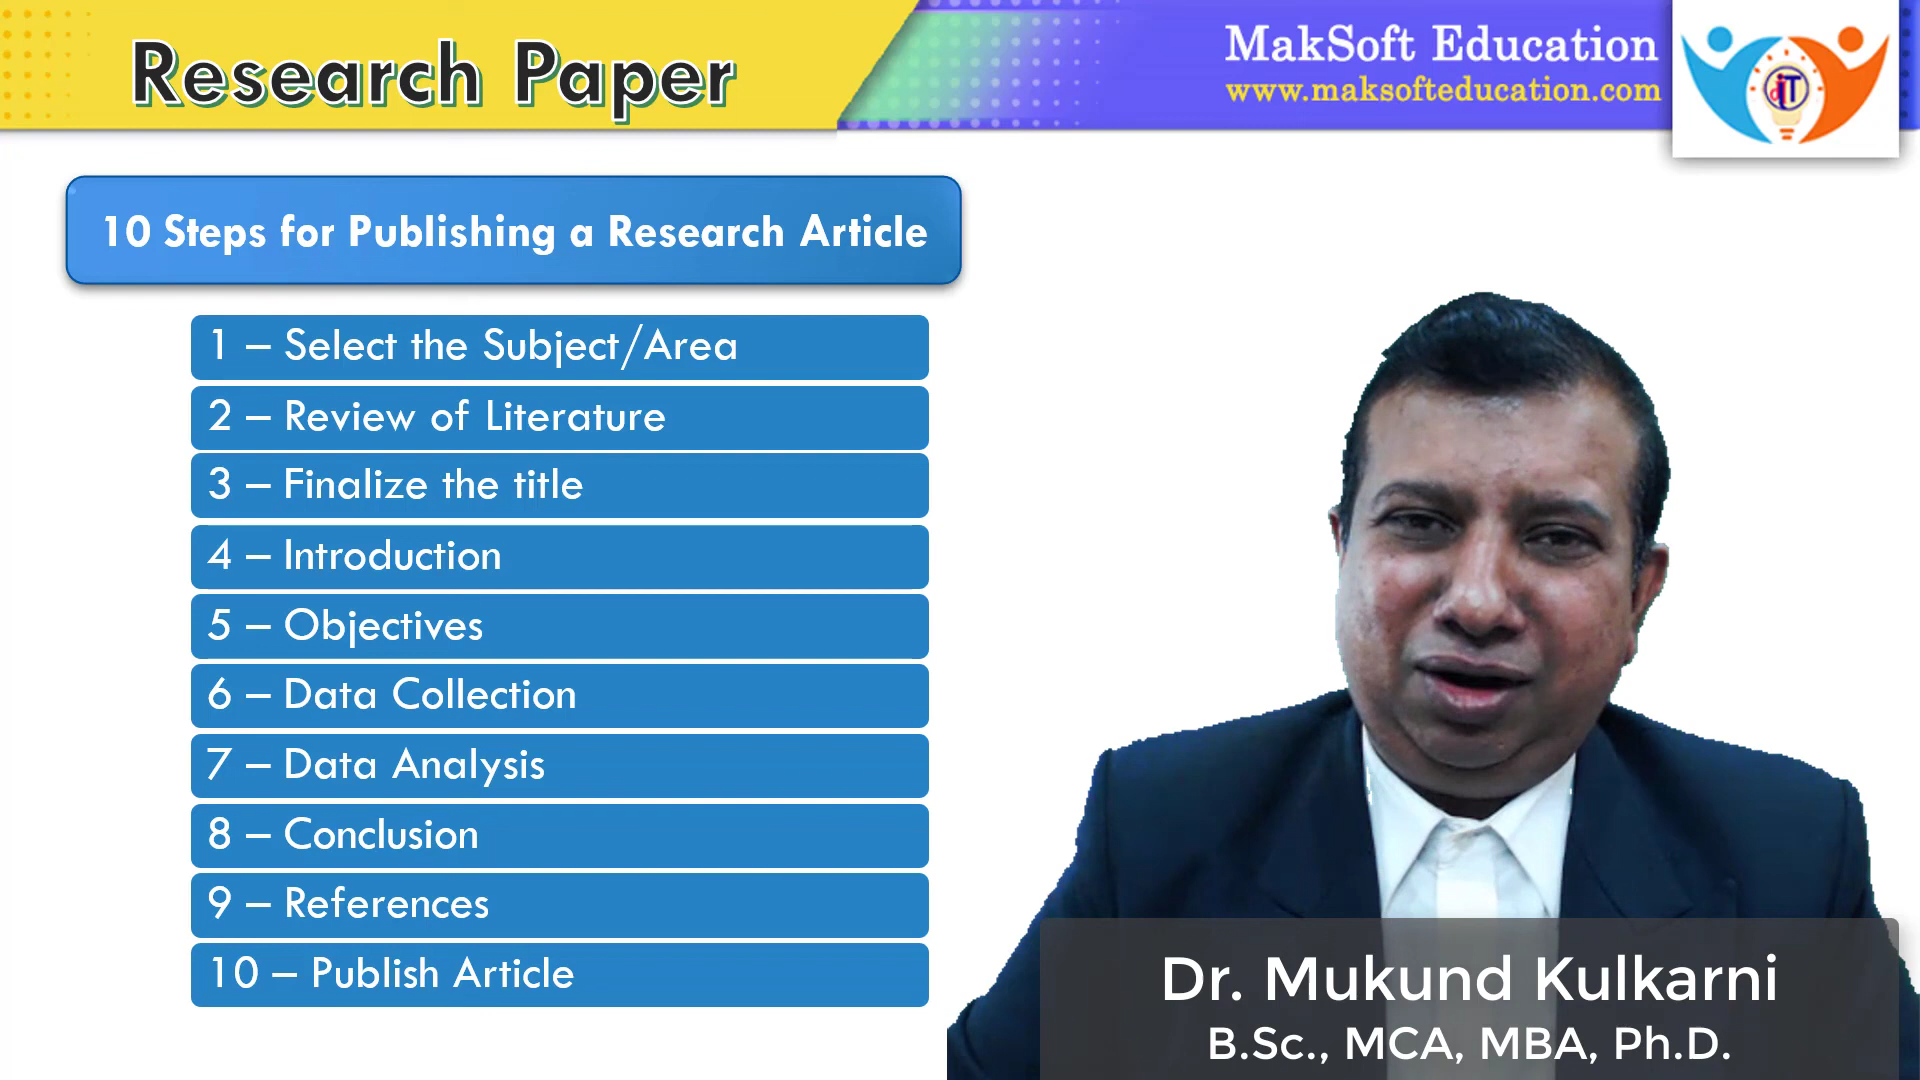 Research Paper
MakSoft Education
www.maksofteducation.com
iT
10 Steps for Publishing a Research Article
1 – Select the Subject/Area
2 – Review of Literature
3 – Finalize the title
4 – Introduction
5 – Objectives
6 – Data Collection
7 – Data Analysis
8 – Conclusion
9 – References
10 – Publish Article
Dr. Mukund Kulkarni
B.Sc., MCA, MBA, Ph.D.